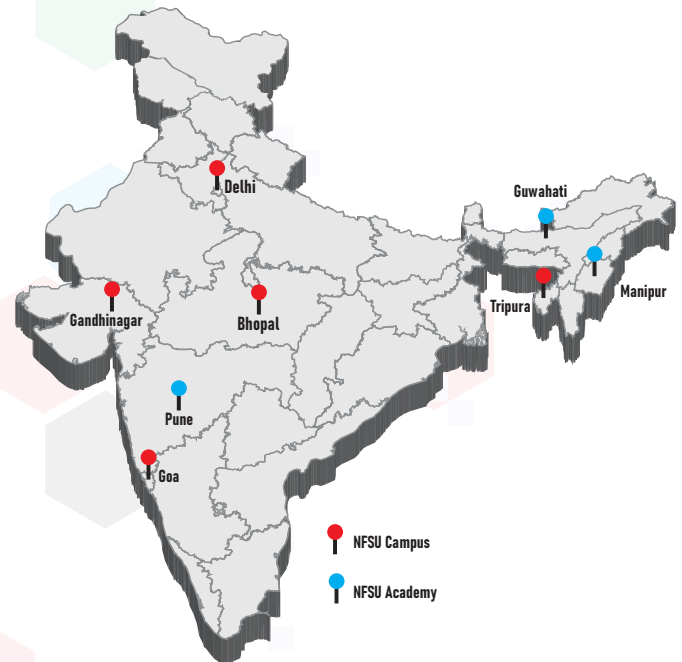 Delhi
Guwahati
Manipur
Tripura
Gandhinagar
Bhopal
Pune
Goa
NFSU Campus
NFSU Academy